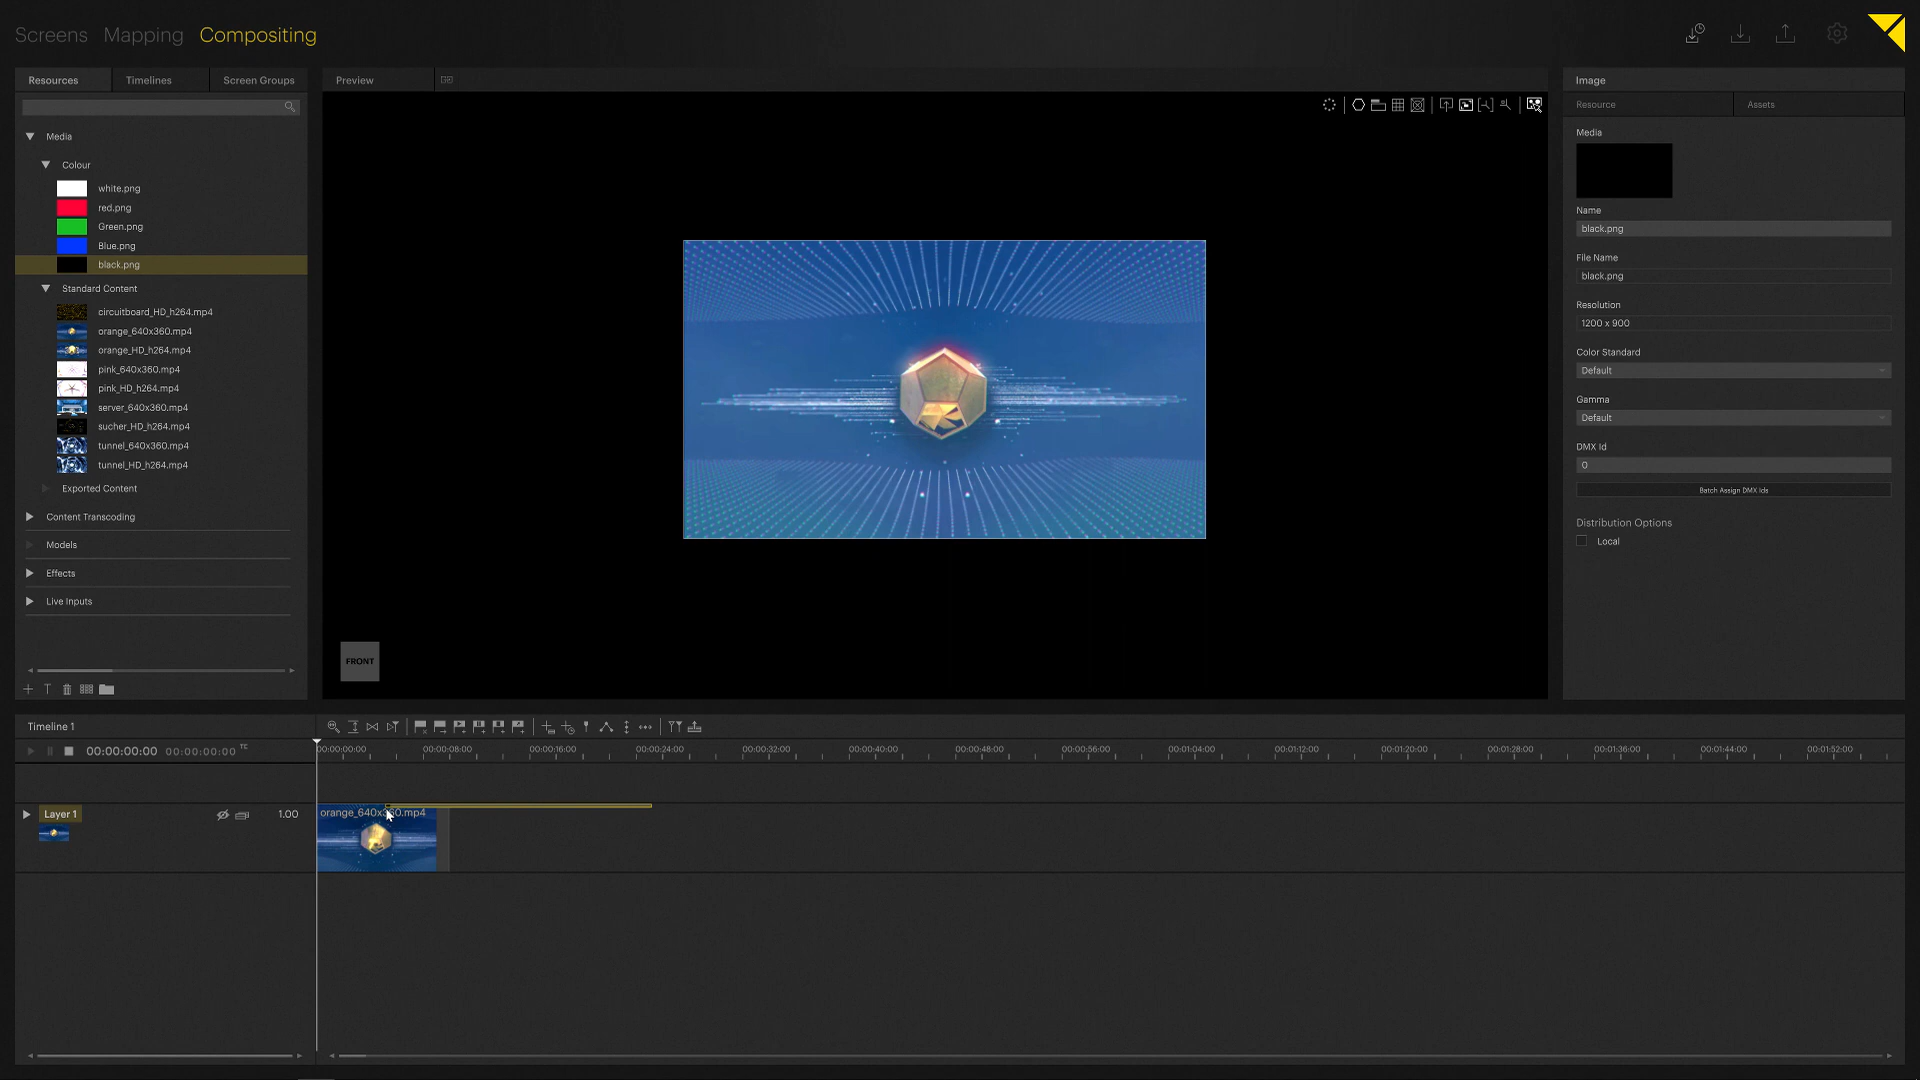 Screens Mapping Compositing
Resources Timelines Screen Groups
Preview
Image
Resource Assets
Media
Colour
white.png
red.png
Green.png
Blue.png
black.png
Standard Content
circuitboard_HD_h264.mp4
orange_640x360.mp4
orange_HD_h264.mp4
pink_640x360.mp4
pink_HD_h264.mp4
server_640x360.mp4
sucher_HD_h264.mp4
tunnel_640x360.mp4
tunnel_HD_h264.mp4
Exported Content
Content Transcoding
Models
Effects
Live Inputs
FRONT
Media
Name
black.png
File Name
black.png
Resolution
1200 x 900
Color Standard
Default
Gamma
Default
DMX Id
0
Batch Assign DMX Ids
Distribution Options
Local
Timeline 1
00:00:00:00 00:00:00:00 TC
00:00:00:00 00:00:08:00 00:00:16:00 00:00:24:00 00:00:32:00 00:00:40:00 00:00:48:00 00:00:56:00 00:01:04:00 00:01:12:00 00:01:20:00 00:01:28:00 00:01:36:00 00:01:44:00 00:01:52:00
Layer 1 1.00
orange_640x360.mp4